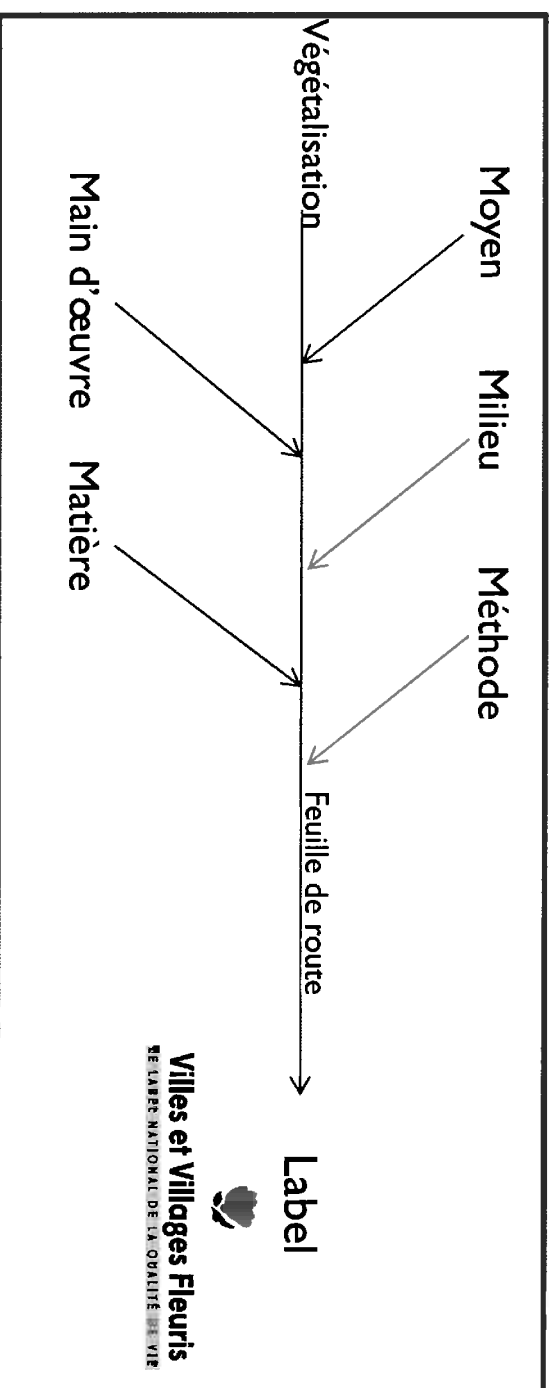 Moyen
Milieu
Méthode
Végétalisation
Feuille de route
Label
Main d'œuvre
Matière
Villes et Villages Fleuris
LE LABEL NATIONAL DE LA QUALITÉ DE VIE